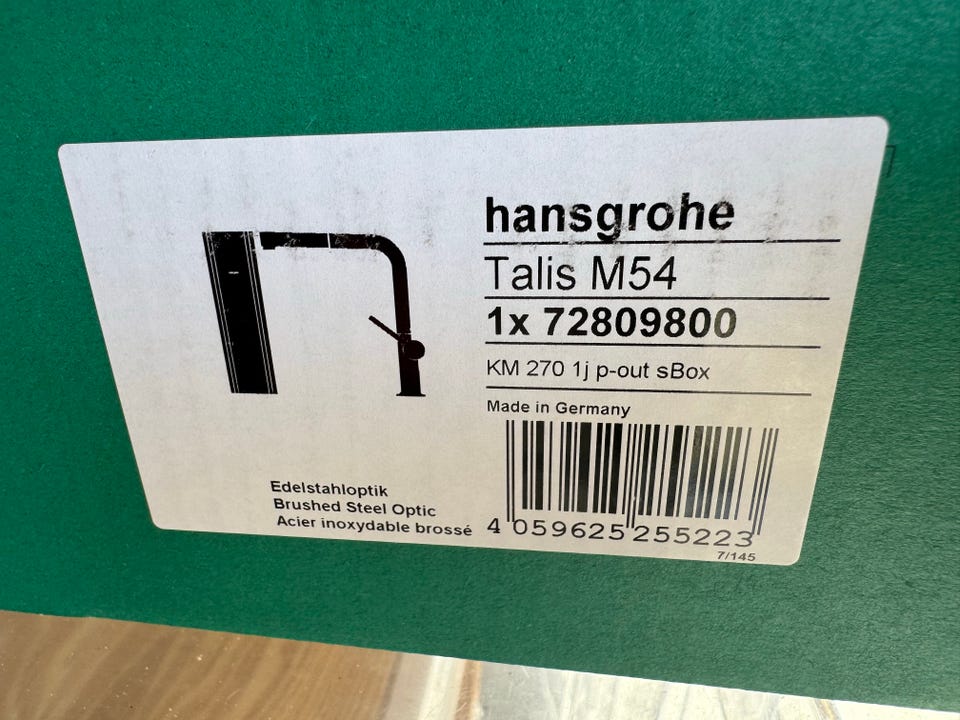 hansgrohe
Talis M54
1x 72809800
KM 270 1j p-out sBox
Made in Germany
Edelstahloptik
Brushed Steel Optic
Acier inoxydable brossé
4 059625 255223
7/145